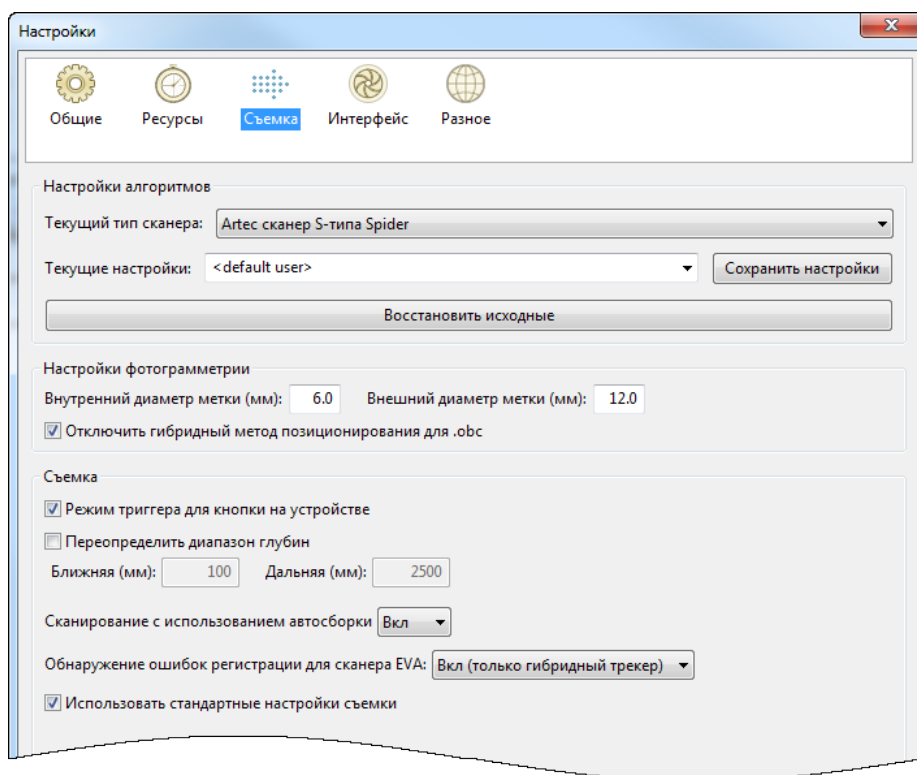 Настройки
Общие Ресурсы Съемка Интерфейс Разное
Настройки алгоритмов
Текущий тип сканера: Artec сканер S-типа Spider
Текущие настройки: <default user> Сохранить настройки
Восстановить исходные
Настройки фотограмметрии
Внутренний диаметр метки (мм): 6.0 Внешний диаметр метки (мм): 12.0
Отключить гибридный метод позиционирования для .obc
Съемка
Режим триггера для кнопки на устройстве
Переопределить диапазон глубин
Ближняя (мм): 100 Дальняя (мм): 2500
Сканирование с использованием автосборки Вкл
Обнаружение ошибок регистрации для сканера EVA: Вкл (только гибридный трекер)
Использовать стандартные настройки съемки